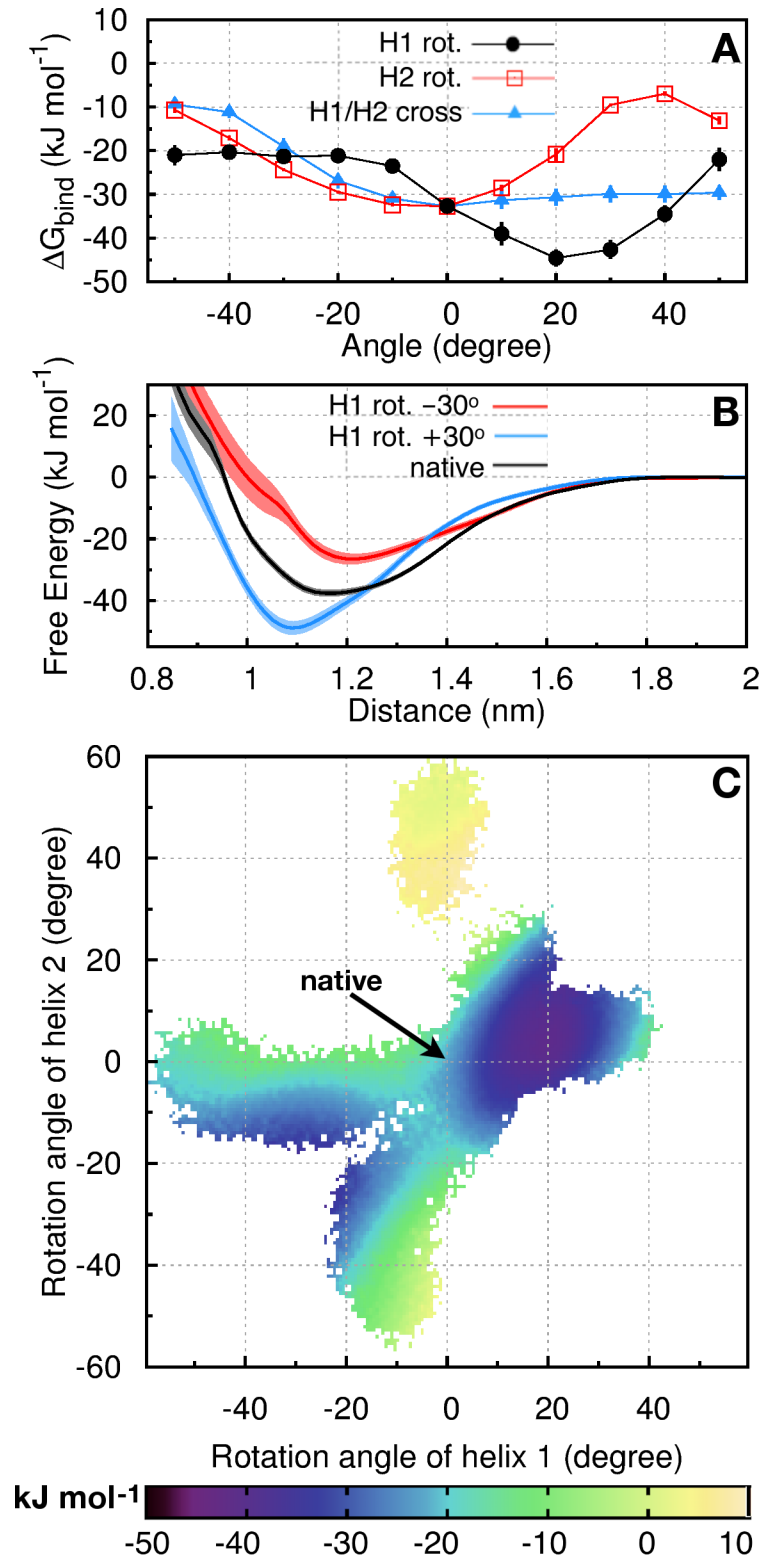 A
H1 rot.
H2 rot.
H1/H2 cross
10
0
-10
-20
-30
-40
-50
ΔGbind (kJ mol-1)
-40 -20 0 20 40
Angle (degree)
B
H1 rot. −30o
H1 rot. +30o
native
20
0
-20
-40
Free Energy (kJ mol-1)
0.8 1 1.2 1.4 1.6 1.8 2
Distance (nm)
C
60
40
20
0
-20
-40
-60
Rotation angle of helix 2 (degree)
native
-40 -20 0 20 40
Rotation angle of helix 1 (degree)
kJ mol-1
-50 -40 -30 -20 -10 0 10